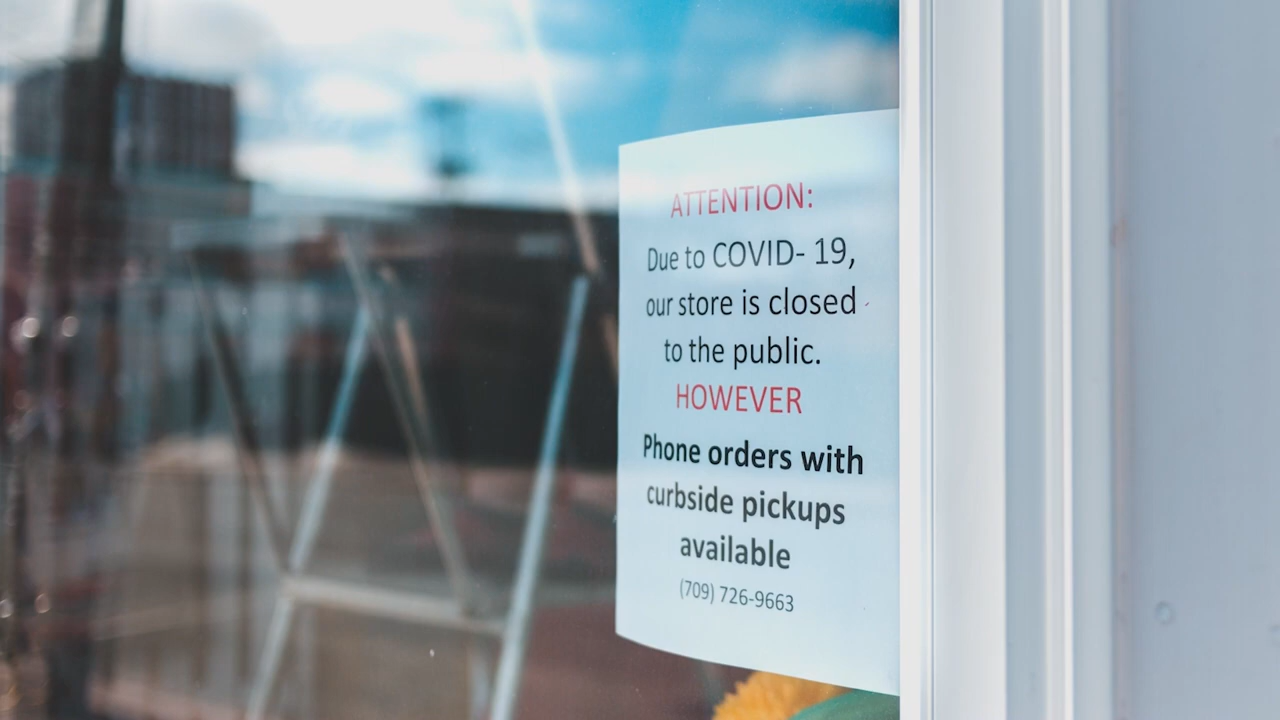 ATTENTION:
Due to COVID- 19,
our store is closed
to the public.
HOWEVER
Phone orders with
curbside pickups
available
(709) 726-9663